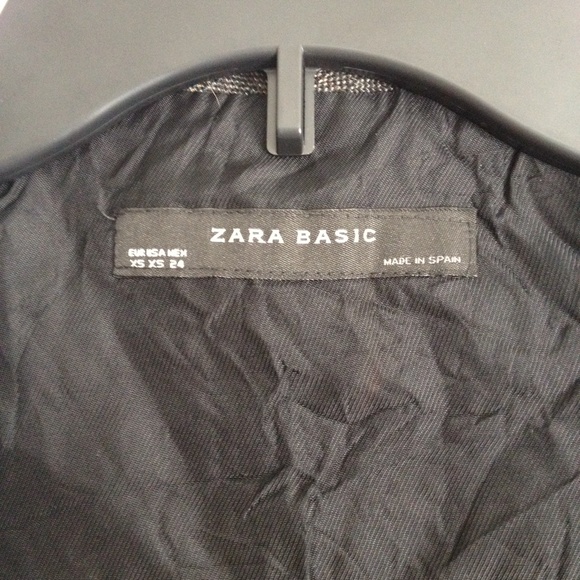 ZARA BASIC
EUR USA MEX
XS XS 24
MADE IN SPAIN